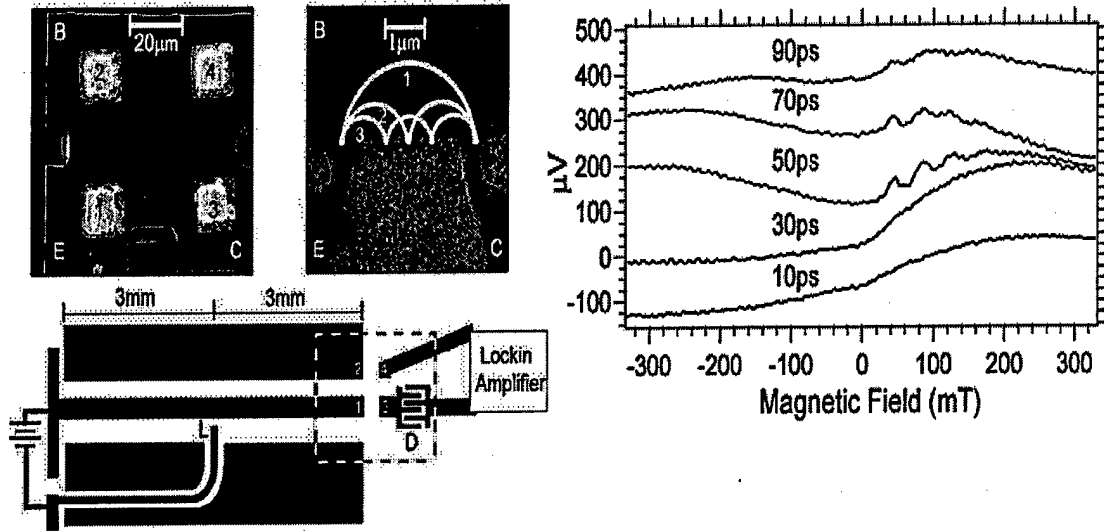 B
20μm
2
4
1
3
E
C
B
1μm
1
2
3
E
C
3mm
3mm
2
4
Lockin
Amplifier
1
3
L
D
500
400
300
200
100
0
-100
μV
90ps
70ps
50ps
30ps
10ps
-300
-200
-100
0
100
200
300
Magnetic Field (mT)